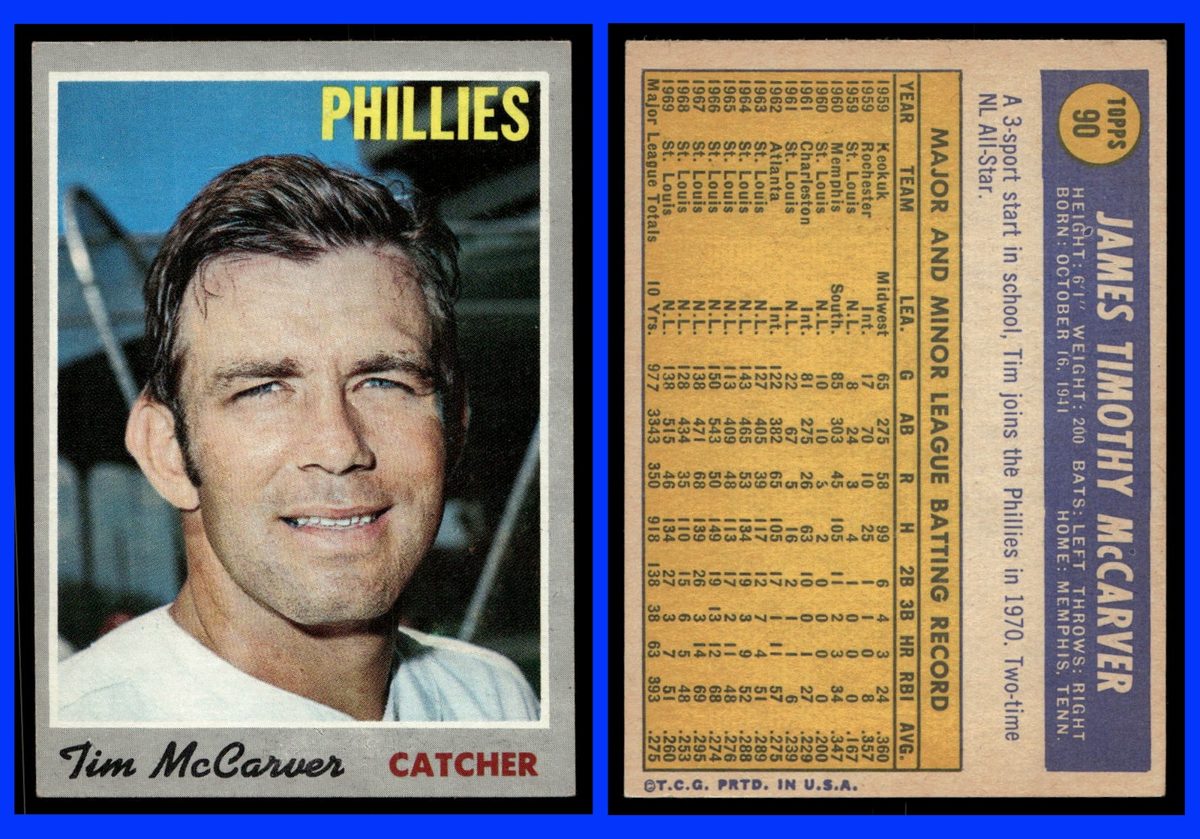 PHILLIES
Tim McCarver
CATCHER
TOPPS
90
JAMES TIMOTHY McCARVER
HEIGHT: 6'1" WEIGHT: 200 BATS: LEFT THROWS: RIGHT
BORN: OCTOBER 16, 1941 HOME: MEMPHIS, TENN.
A 3-sport start in school, Tim joins the Phillies in 1970. Two-time
NL All-Star.
MAJOR AND MINOR LEAGUE BATTING RECORD
YEAR TEAM LEA. G AB R H 2B 3B HR RBI AVG.
1959 Keokuk Midwest 65 275 58 99 6 4 3 24 .360
1959 Rochester Int. 17 70 10 25 1 1 0 8 .357
1959 St. Louis N.L. 8 24 3 4 1 0 0 0 .167
1960 Memphis South. 85 303 45 105 11 2 3 34 .347
1960 St. Louis N.L. 10 10 3 2 0 0 0 0 .200
1961 Charleston Int. 81 275 26 63 10 0 1 27 .229
1961 St. Louis N.L. 22 67 5 16 2 1 1 6 .239
1962 Atlanta Int. 122 382 65 105 17 1 11 57 .275
1963 St. Louis N.L. 127 405 39 117 12 7 4 51 .289
1964 St. Louis N.L. 143 465 53 134 19 3 9 52 .288
1965 St. Louis N.L. 113 409 48 113 17 2 11 48 .276
1966 St. Louis N.L. 150 543 50 149 19 13 12 68 .274
1967 St. Louis N.L. 138 471 68 139 26 3 14 69 .295
1968 St. Louis N.L. 128 434 35 110 15 6 5 48 .253
1969 St. Louis N.L. 138 515 46 134 27 3 7 51 .260
Major League Totals 10 Yrs. 977 3343 350 918 138 38 63 393 .275
©T.C.G. PRTD. IN U.S.A.